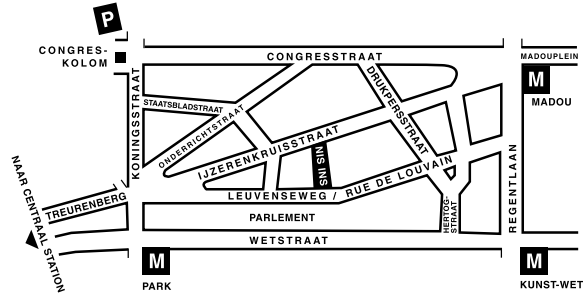 P
CONGRES-
KOLOM
CONGRESSTRAAT
MADOUPLEIN
M
MADOU
KONINGSSTRAAT
STAATSBLADSTRAAT
ONDERRICHTSTRAAT
DRUKPERSSTRAAT
IJZERENKRUISSTRAAT
NIS INS
LEUVENSEWEG / RUE DE LOUVAIN
REGENTLAAN
NAAR CENTRAAL STATION
TREURENBERG
PARLEMENT
HERTOG-
STRAAT
WETSTRAAT
M
PARK
M
KUNST-WET